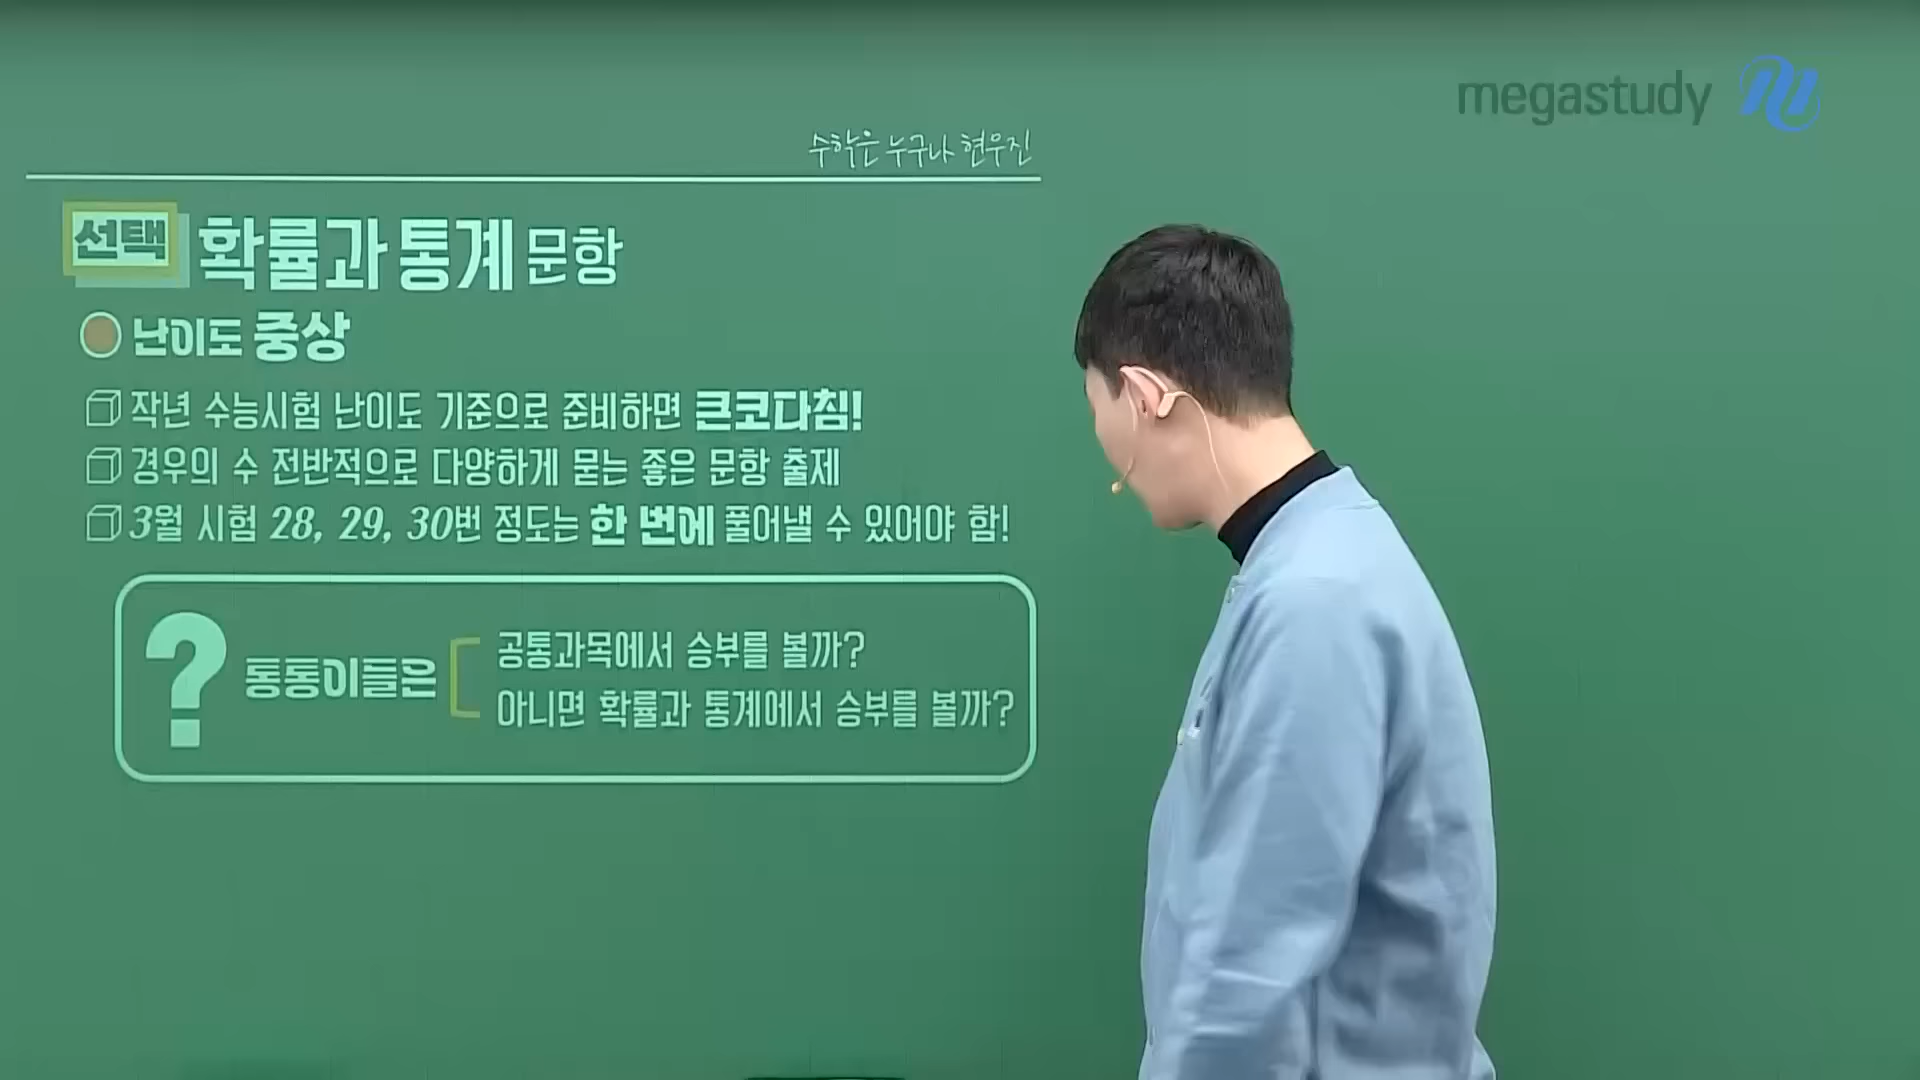 megastudy
수학은 누구나 현우진
선택 확률과 통계 문항
난이도 중상
작년 수능시험 난이도 기준으로 준비하면 큰코다침!
경우의 수 전반적으로 다양하게 묻는 좋은 문항 출제
3월 시험 28, 29, 30번 정도는 한 번에 풀어낼 수 있어야 함!
? 통통이들은
공통과목에서 승부를 볼까?
아니면 확률과 통계에서 승부를 볼까?